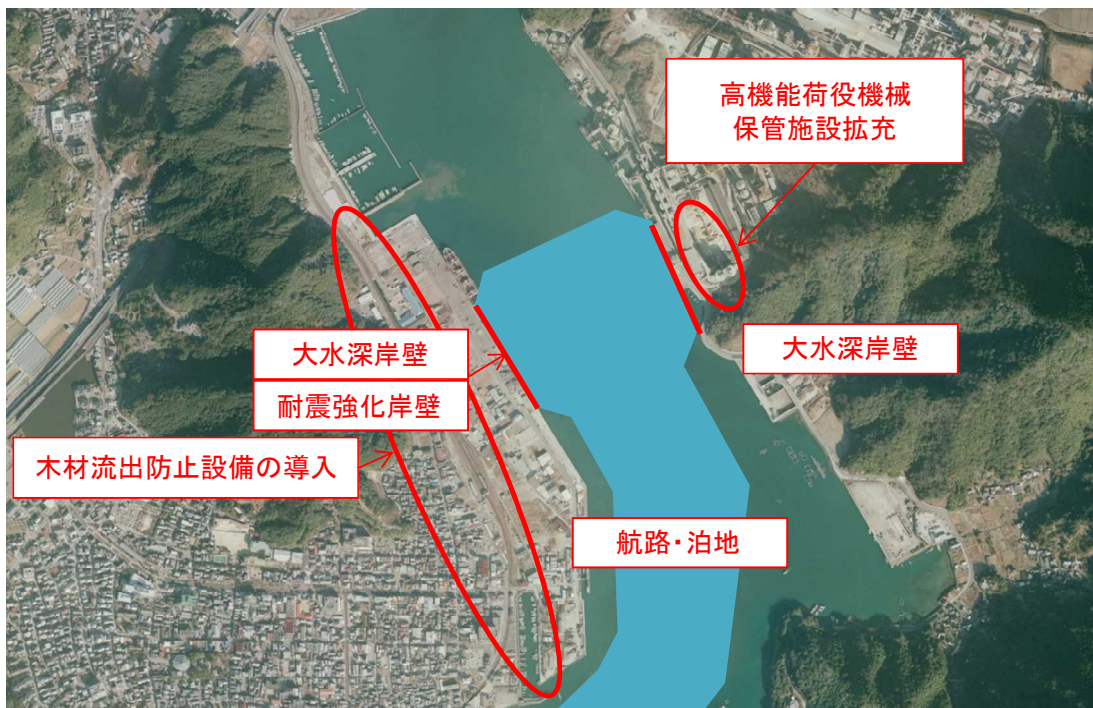 高機能荷役機械
保管施設拡充
大水深岸壁
大水深岸壁
耐震強化岸壁
木材流出防止設備の導入
航路・泊地